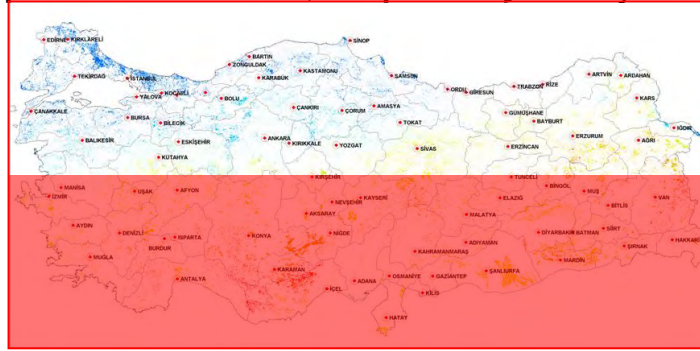 SİNOP
EDİRNE KIRKLARELİ
BARTIN
ZONGULDAK
KASTAMONU
TEKİRDAĞ
İSTANBUL
KARABÜK
SAMSUN
ARTVİN
ARDAHAN
ORDU
GİRESUN
TRABZON
RİZE
YALOVA
KOCAELİ
BOLU
KARS
ÇANAKKALE
ÇANKIRI
ÇORUM
AMASYA
GÜMÜŞHANE
BURSA
BİLECİK
TOKAT
BAYBURT
IĞDIR
BALIKESİR
ESKİŞEHİR
ANKARA
KIRIKKALE
YOZGAT
SİVAS
ERZİNCAN
ERZURUM
AĞRI
KÜTAHYA
KIRŞEHİR
TUNCELİ
MANİSA
UŞAK
AFYON
BİNGÖL
MUŞ
İZMİR
NEVŞEHİR
KAYSERİ
ELAZIĞ
VAN
AKSARAY
MALATYA
BİTLİS
AYDIN
DENİZLİ
ISPARTA
KONYA
NİĞDE
DİYARBAKIR
BATMAN
SİİRT
BURDUR
KAHRAMANMARAŞ
ADIYAMAN
ŞIRNAK
HAKKARİ
MUĞLA
KARAMAN
MARDİN
ANTALYA
İÇEL
ADANA
OSMANİYE
GAZİANTEP
ŞANLIURFA
KİLİS
HATAY